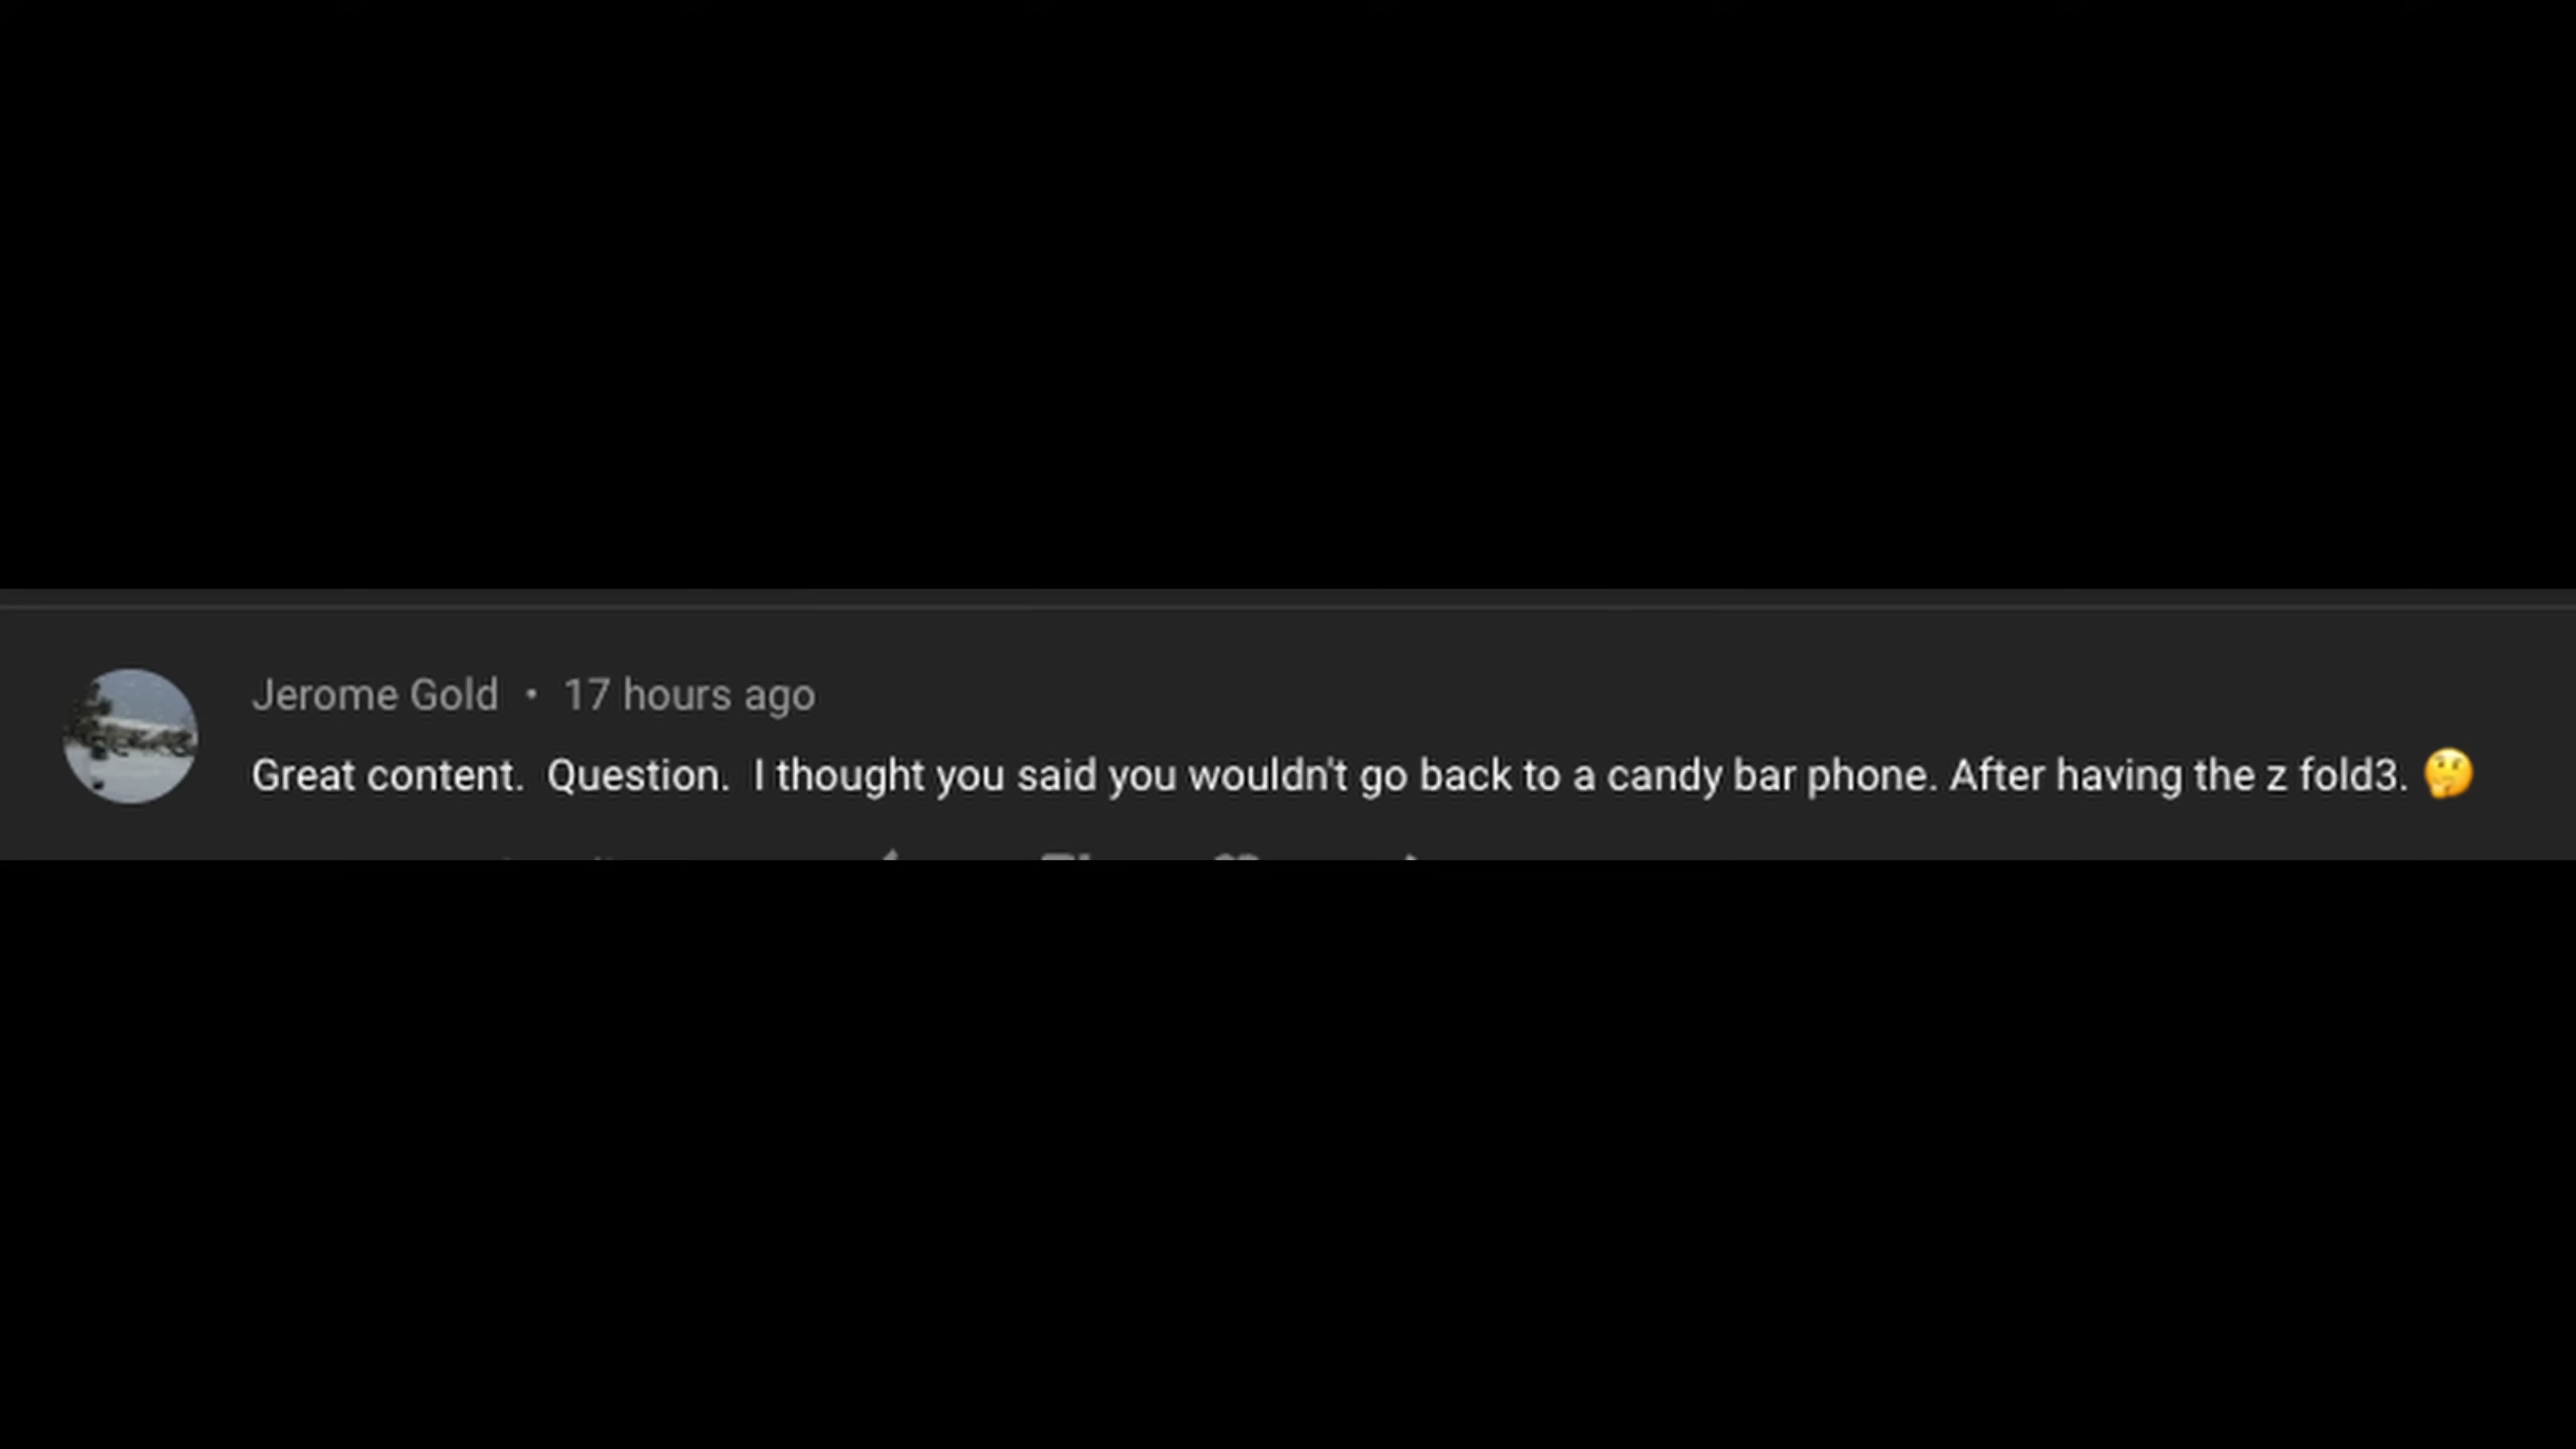 Jerome Gold • 17 hours ago
Great content.  Question.  I thought you said you wouldn't go back to a candy bar phone. After having the z fold3. 🤔